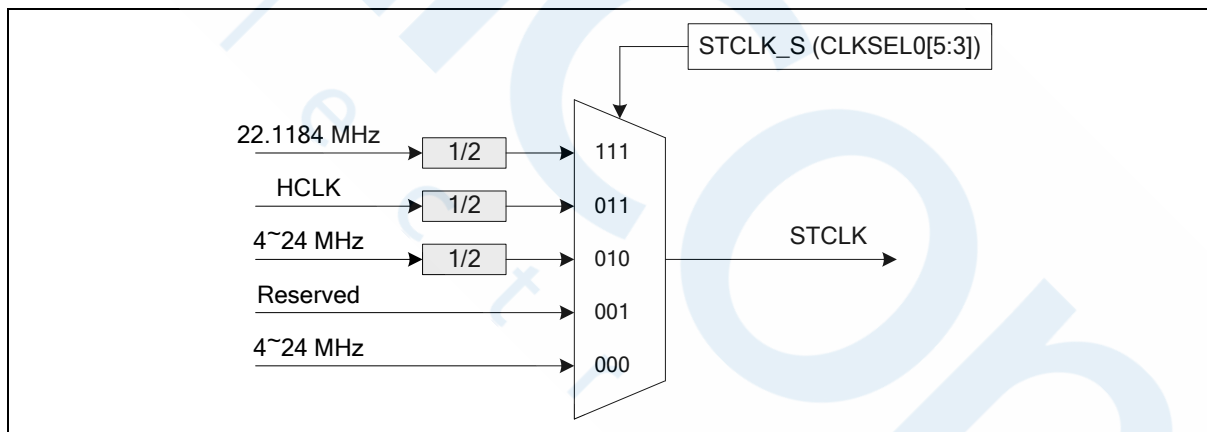 STCLK_S (CLKSEL0[5:3])
22.1184 MHz
1/2
111
HCLK
1/2
011
4~24 MHz
1/2
010
STCLK
Reserved
001
4~24 MHz
000